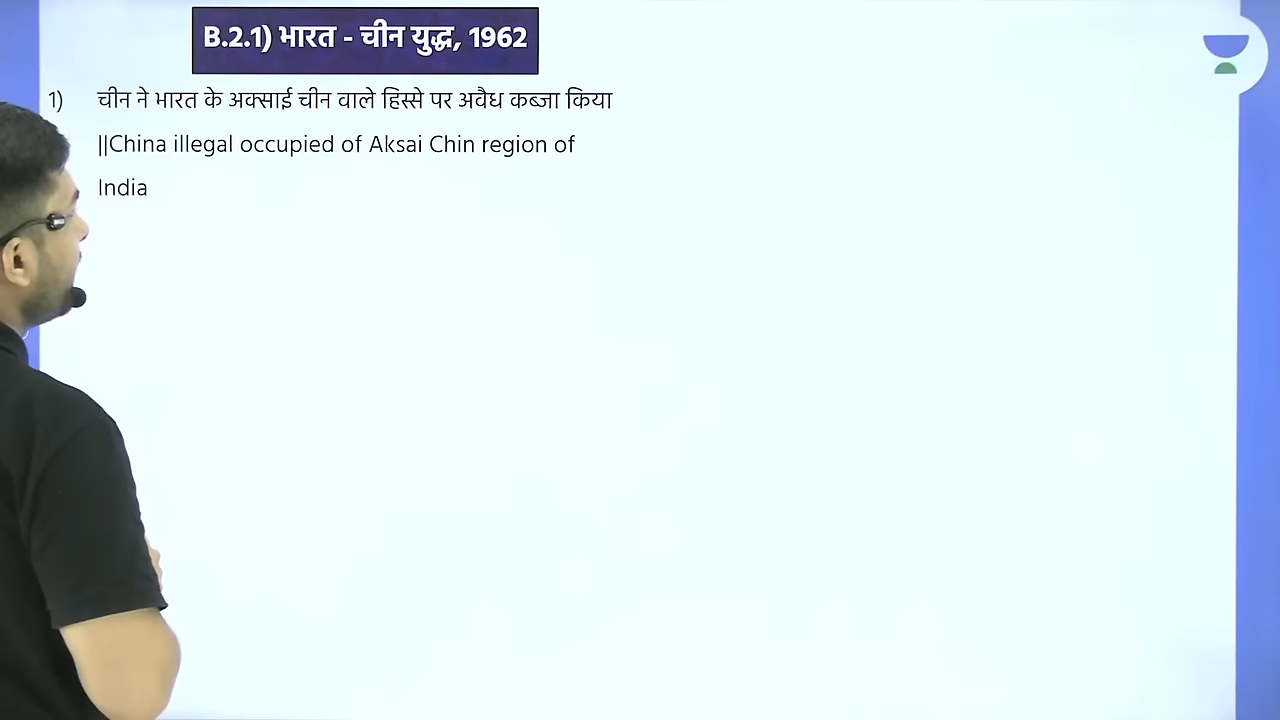 B.2.1) भारत - चीन युद्ध, 1962
1) चीन ने भारत के अक्साई चीन वाले हिस्से पर अवैध कब्जा किया
||China illegal occupied of Aksai Chin region of
India